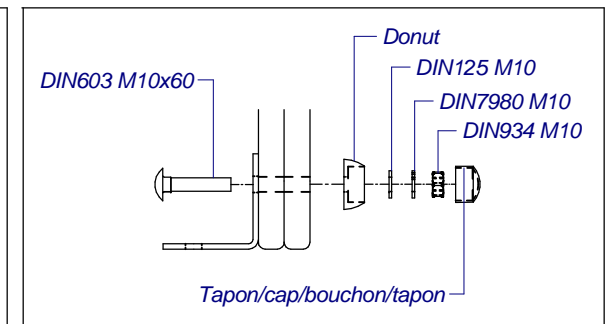 Donut
DIN125 M10
DIN603 M10x60
DIN7980 M10
DIN934 M10
Tapon/cap/bouchon/tapon